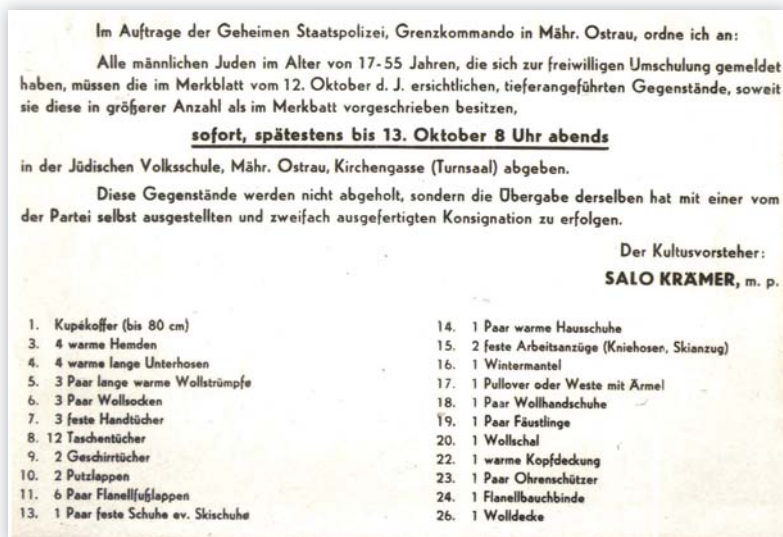 Im Auftrage der Geheimen Staatspolizei, Grenzkommando in Mähr. Ostrau, ordne ich an:
Alle männlichen Juden im Alter von 17-55 Jahren, die sich zur freiwilligen Umschulung gemeldet
haben, müssen die im Merkblatt vom 12. Oktober d. J. ersichtlichen, tieferangeführten Gegenstände, soweit
sie diese in größerer Anzahl als im Merkbatt vorgeschrieben besitzen,
sofort, spätestens bis 13. Oktober 8 Uhr abends
in der Jüdischen Volksschule, Mähr. Ostrau, Kirchengasse (Turnsaal) abgeben.
Diese Gegenstände werden nicht abgeholt, sondern die Übergabe derselben hat mit einer vom
der Partei selbst ausgestellten und zweifach ausgefertigten Konsignation zu erfolgen.
Der Kultusvorsteher:
SALO KRÄMER, m. p.
1. Kupékoffer (bis 80 cm)
3. 4 warme Hemden
4. 4 warme lange Unterhosen
5. 3 Paar lange warme Wollstrümpfe
6. 3 Paar Wollsocken
7. 3 feste Handtücher
8. 12 Taschentücher
9. 2 Geschirrtücher
10. 2 Putzlappen
11. 6 Paar Flanellfußlappen
13. 1 Paar feste Schuhe ev. Skischuhe
14. 1 Paar warme Hausschuhe
15. 2 feste Arbeitsanzüge (Kniehosen, Skianzug)
16. 1 Wintermantel
17. 1 Pullover oder Weste mit Ärmel
18. 1 Paar Wollhandschuhe
19. 1 Paar Fäustlinge
20. 1 Wollschal
22. 1 warme Kopfdeckung
23. 1 Paar Ohrenschützer
24. 1 Flanellbauchbinde
26. 1 Wolldecke